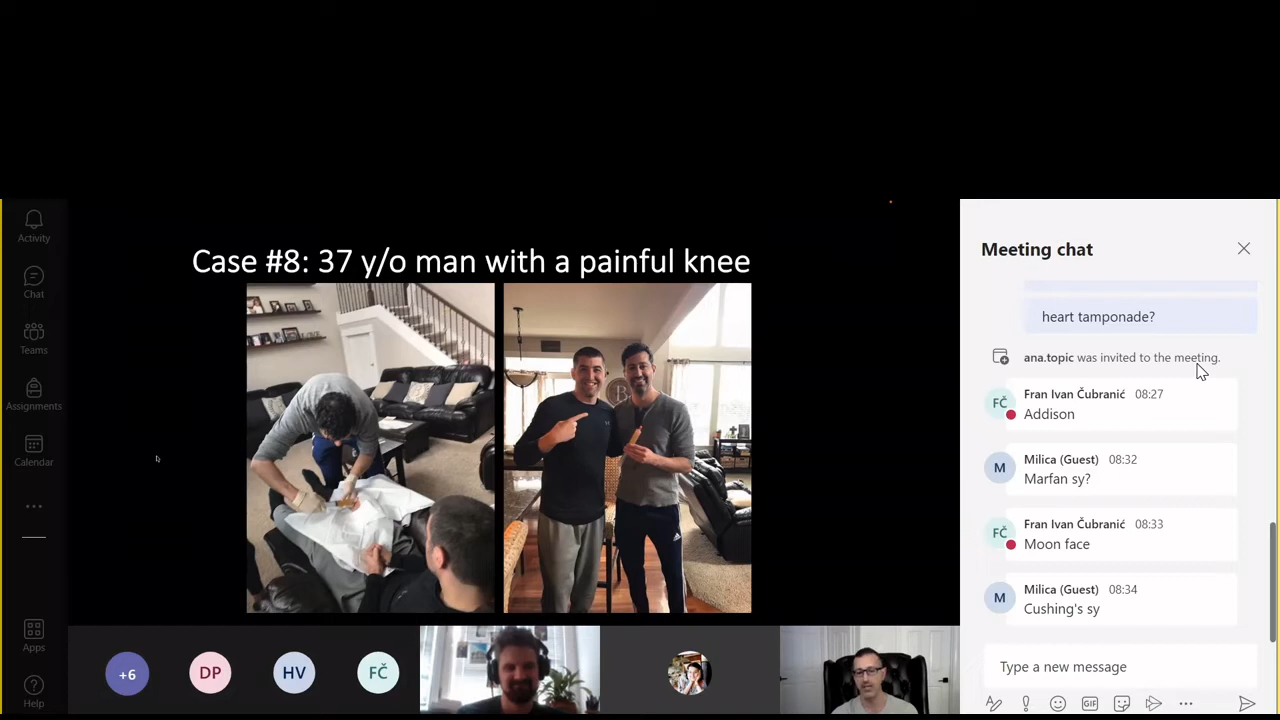 Activity
Chat
Teams
Assignments
Calendar
Apps
Help
Case #8: 37 y/o man with a painful knee
B
+6
DP
HV
FČ
Meeting chat
heart tamponade?
ana.topic was invited to the meeting.
FČ
Fran Ivan Čubranić 08:27
Addison
M
Milica (Guest) 08:32
Marfan sy?
FČ
Fran Ivan Čubranić 08:33
Moon face
M
Milica (Guest) 08:34
Cushing's sy
Type a new message
GIF